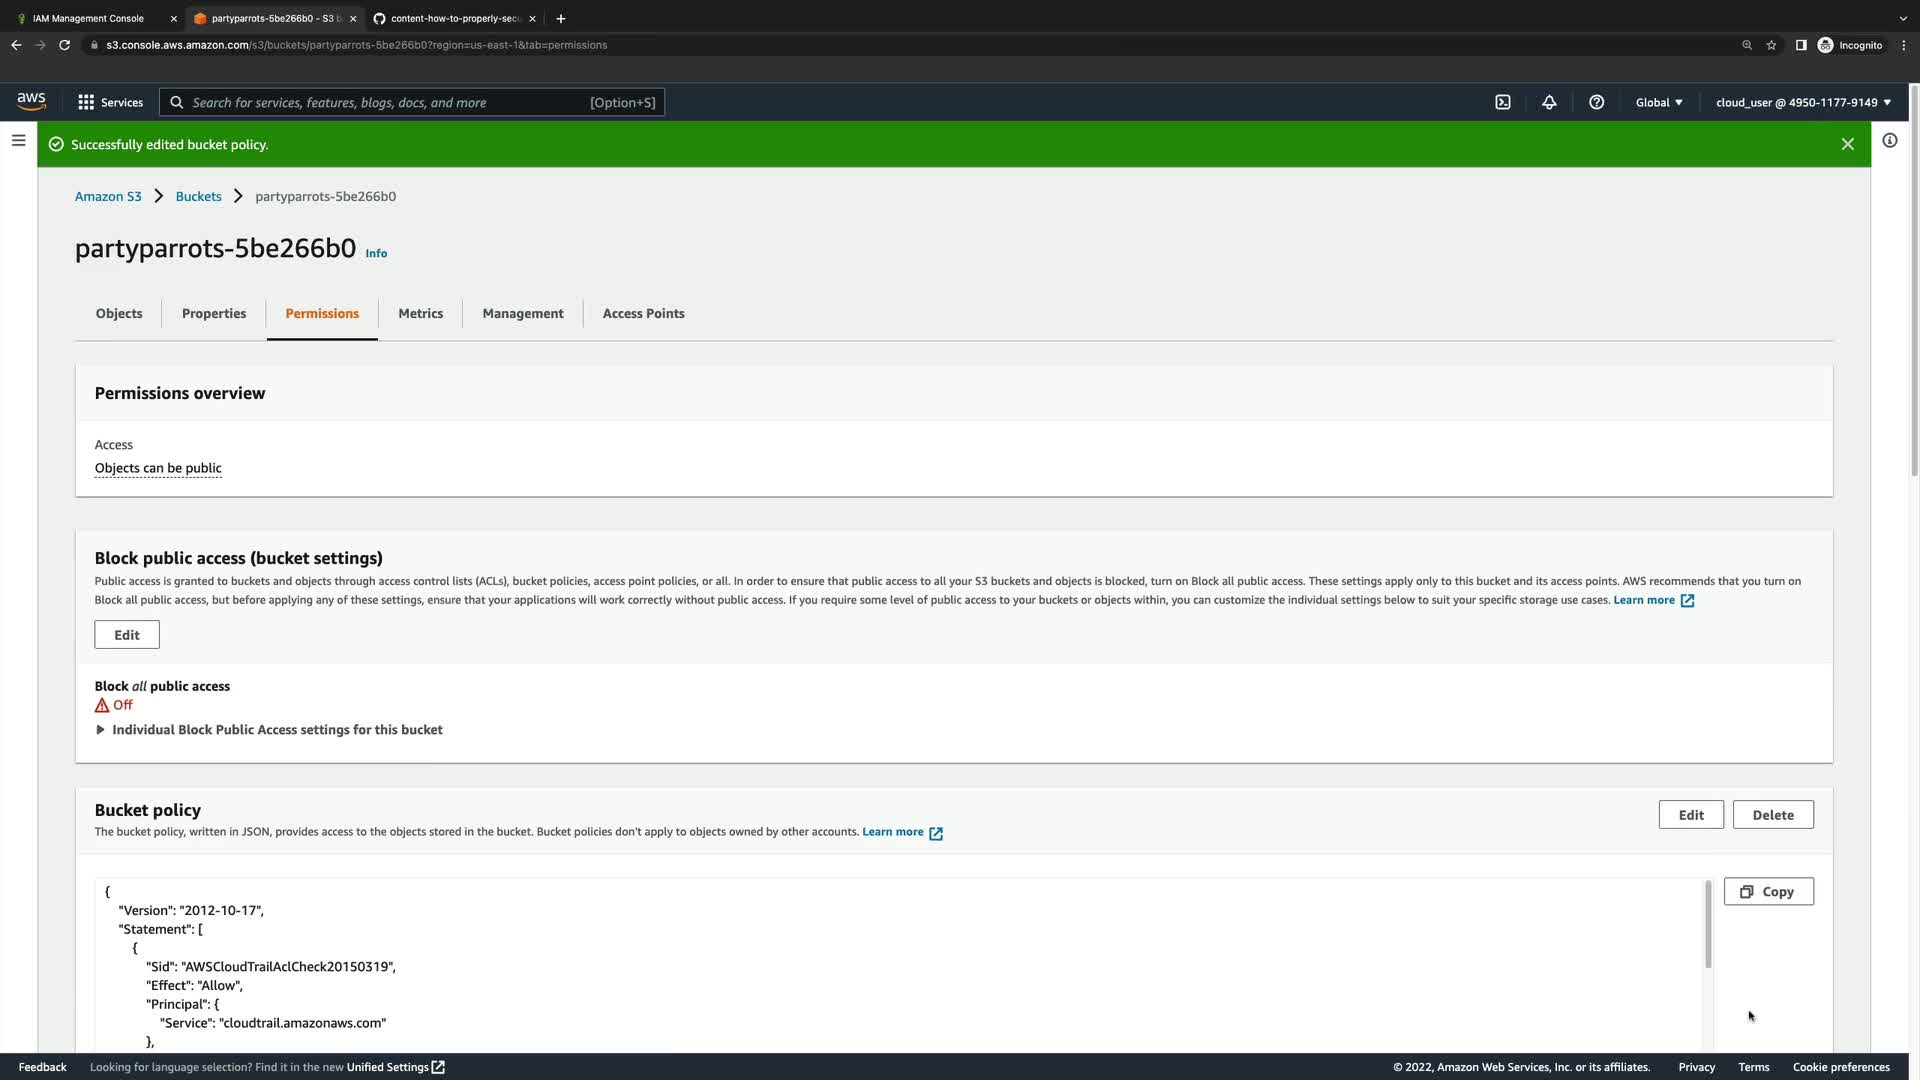 IAM Management Console
partyparrots-5be266b0 - S3 b
content-how-to-properly-secu
s3.console.aws.amazon.com/s3/buckets/partyparrots-5be266b0?region=us-east-1&tab=permissions
Incognito
aws
Services
Search for services, features, blogs, docs, and more
[Option+S]
Global
cloud_user @ 4950-1177-9149
Successfully edited bucket policy.
Amazon S3
Buckets
partyparrots-5be266b0
partyparrots-5be266b0 Info
Objects
Properties
Permissions
Metrics
Management
Access Points
Permissions overview
Access
Objects can be public
Block public access (bucket settings)
Public access is granted to buckets and objects through access control lists (ACLs), bucket policies, access point policies, or all. In order to ensure that public access to all your S3 buckets and objects is blocked, turn on Block all public access. These settings apply only to this bucket and its access points. AWS recommends that you turn on
Block all public access, but before applying any of these settings, ensure that your applications will work correctly without public access. If you require some level of public access to your buckets or objects within, you can customize the individual settings below to suit your specific storage use cases. Learn more
Edit
Block all public access
Off
Individual Block Public Access settings for this bucket
Bucket policy
The bucket policy, written in JSON, provides access to the objects stored in the bucket. Bucket policies don't apply to objects owned by other accounts. Learn more
Edit
Delete
Copy
{
"Version": "2012-10-17",
"Statement": [
{
"Sid": "AWSCloudTrailAclCheck20150319",
"Effect": "Allow",
"Principal": {
"Service": "cloudtrail.amazonaws.com"
},
Feedback
Looking for language selection? Find it in the new Unified Settings
© 2022, Amazon Web Services, Inc. or its affiliates.
Privacy
Terms
Cookie preferences